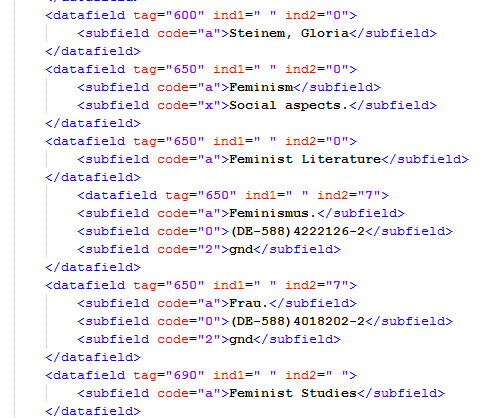 </datafield>
<datafield tag="600" ind1=" " ind2="0">
<subfield code="a">Steinem, Gloria</subfield>
</datafield>
<datafield tag="650" ind1=" " ind2="0">
<subfield code="a">Feminism</subfield>
<subfield code="x">Social aspects.</subfield>
</datafield>
<datafield tag="650" ind1=" " ind2="0">
<subfield code="a">Feminist Literature</subfield>
</datafield>
<datafield tag="650" ind1=" " ind2="7">
<subfield code="a">Feminismus.</subfield>
<subfield code="0">(DE-588)4222126-2</subfield>
<subfield code="2">gnd</subfield>
</datafield>
<datafield tag="650" ind1=" " ind2="7">
<subfield code="a">Frau.</subfield>
<subfield code="0">(DE-588)4018202-2</subfield>
<subfield code="2">gnd</subfield>
</datafield>
<datafield tag="690" ind1=" " ind2=" ">
<subfield code="a">Feminist Studies</subfield>
</datafield>